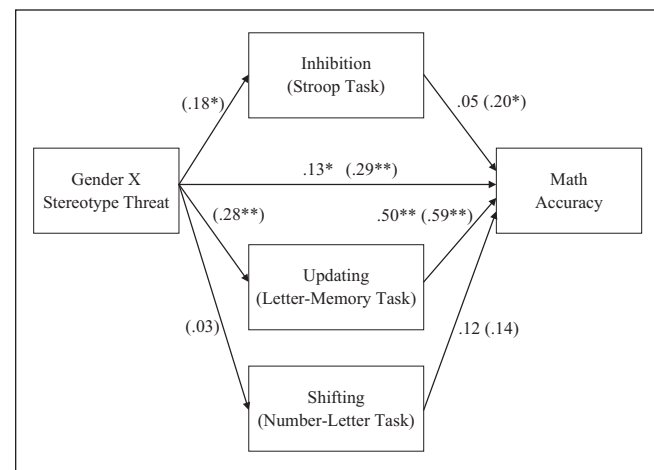 Inhibition
(Stroop Task)
(.18*)
.05 (.20*)
Gender X
Stereotype Threat
.13* (.29**)
Math
Accuracy
(.28**)
.50** (.59**)
Updating
(Letter-Memory Task)
(.03)
.12 (.14)
Shifting
(Number-Letter Task)